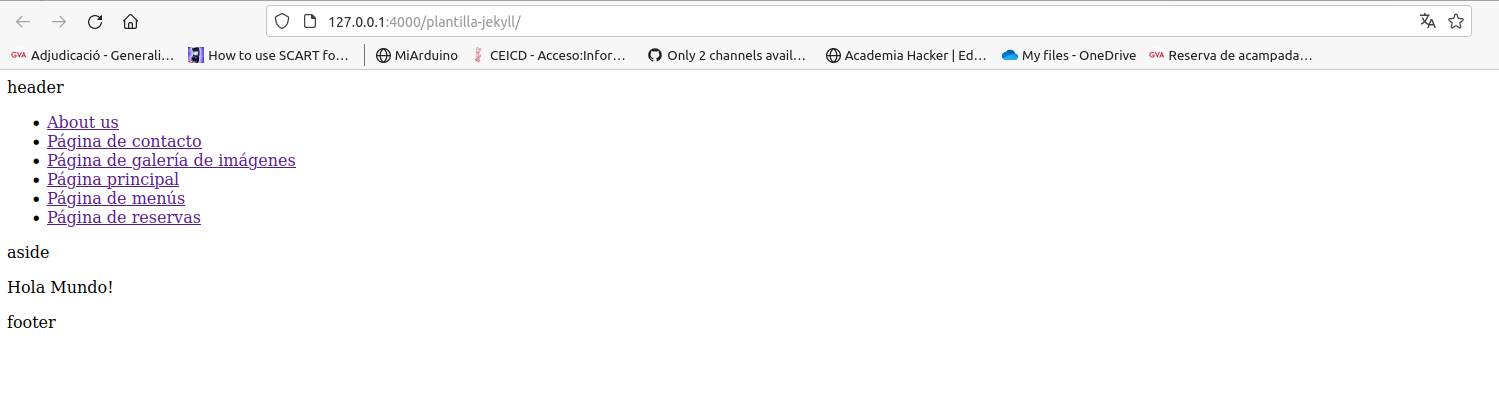 127.0.0.1:4000/plantilla-jekyll/
GVA Adjudicació - Generali… How to use SCART fo… MiArduino CEICD - Acceso:Infor… Only 2 channels avail… Academia Hacker | Ed… My files - OneDrive GVA Reserva de acampada…
header
About us
Página de contacto
Página de galería de imágenes
Página principal
Página de menús
Página de reservas
aside
Hola Mundo!
footer